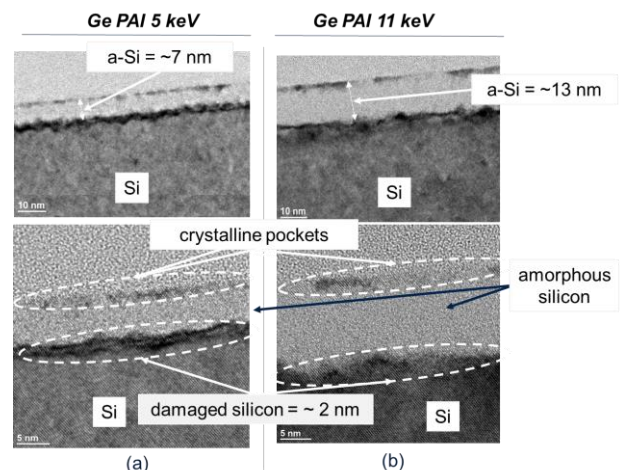 Ge PAI 5 keV
Ge PAI 11 keV
a-Si = ~7 nm
a-Si = ~13 nm
Si
Si
10 nm
10 nm
crystalline pockets
amorphous
silicon
Si
damaged silicon = ~ 2 nm
Si
5 nm
5 nm
(a)
(b)